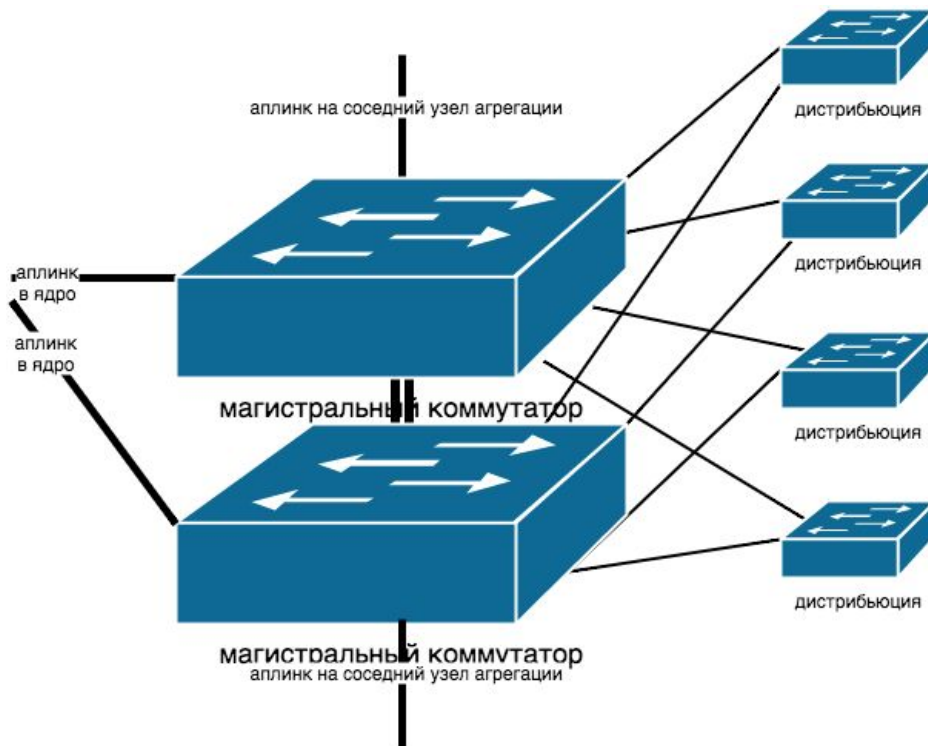 аплинк на соседний узел агрегации
дистрибьюция
дистрибьюция
аплинк
в ядро
аплинк
в ядро
магистральный коммутатор
дистрибьюция
дистрибьюция
магистральный коммутатор
аплинк на соседний узел агрегации